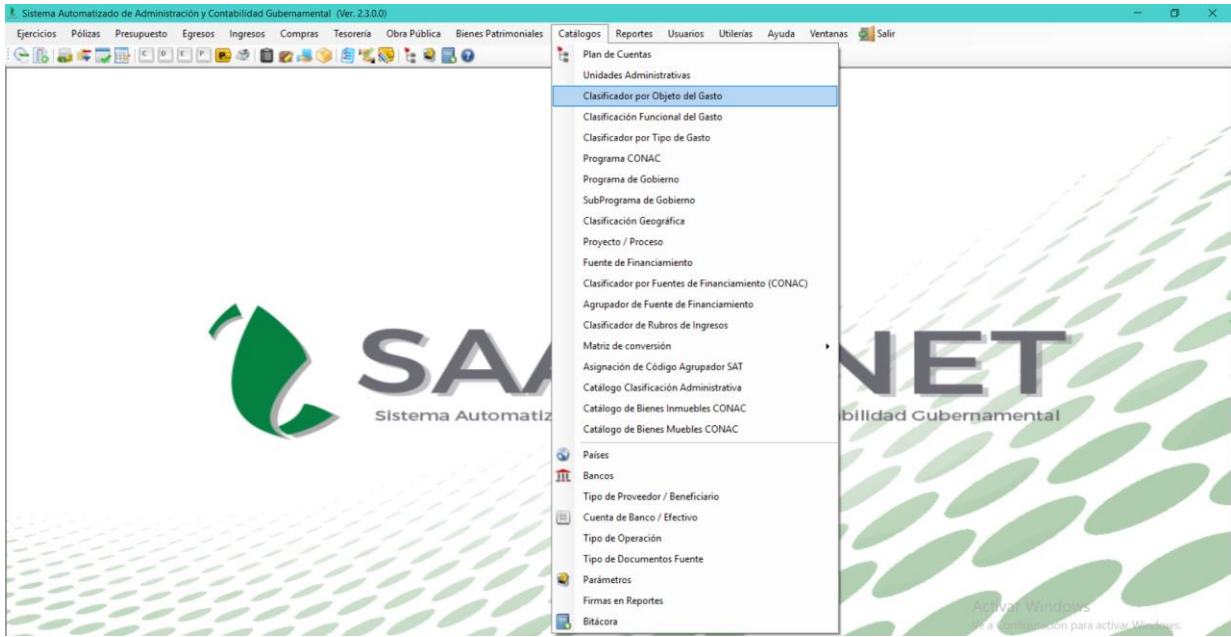 Sistema Automatizado de Administración y Contabilidad Gubernamental (Ver. 2.3.0.0)
Ejercicios Pólizas Presupuesto Egresos Ingresos Compras Tesorería Obra Pública Bienes Patrimoniales Catálogos Reportes Usuarios Utilerías Ayuda Ventanas Salir
C D E P
Plan de Cuentas
Unidades Administrativas
Clasificador por Objeto del Gasto
Clasificación Funcional del Gasto
Clasificador por Tipo de Gasto
Programa CONAC
Programa de Gobierno
SubPrograma de Gobierno
Clasificación Geográfica
Proyecto / Proceso
Fuente de Financiamiento
Clasificador por Fuentes de Financiamiento (CONAC)
Agrupador de Fuente de Financiamiento
Clasificador de Rubros de Ingresos
Matriz de conversión
Asignación de Código Agrupador SAT
Catálogo Clasificación Administrativa
Catálogo de Bienes Inmuebles CONAC
Catálogo de Bienes Muebles CONAC
Países
Bancos
Tipo de Proveedor / Beneficiario
Cuenta de Banco / Efectivo
Tipo de Operación
Tipo de Documentos Fuente
Parámetros
Firmas en Reportes
Bitácora
SAA NET
Sistema Automatiz bilidad Gubernamental
Activar Windows
Ve a Configuración para activar Windows.